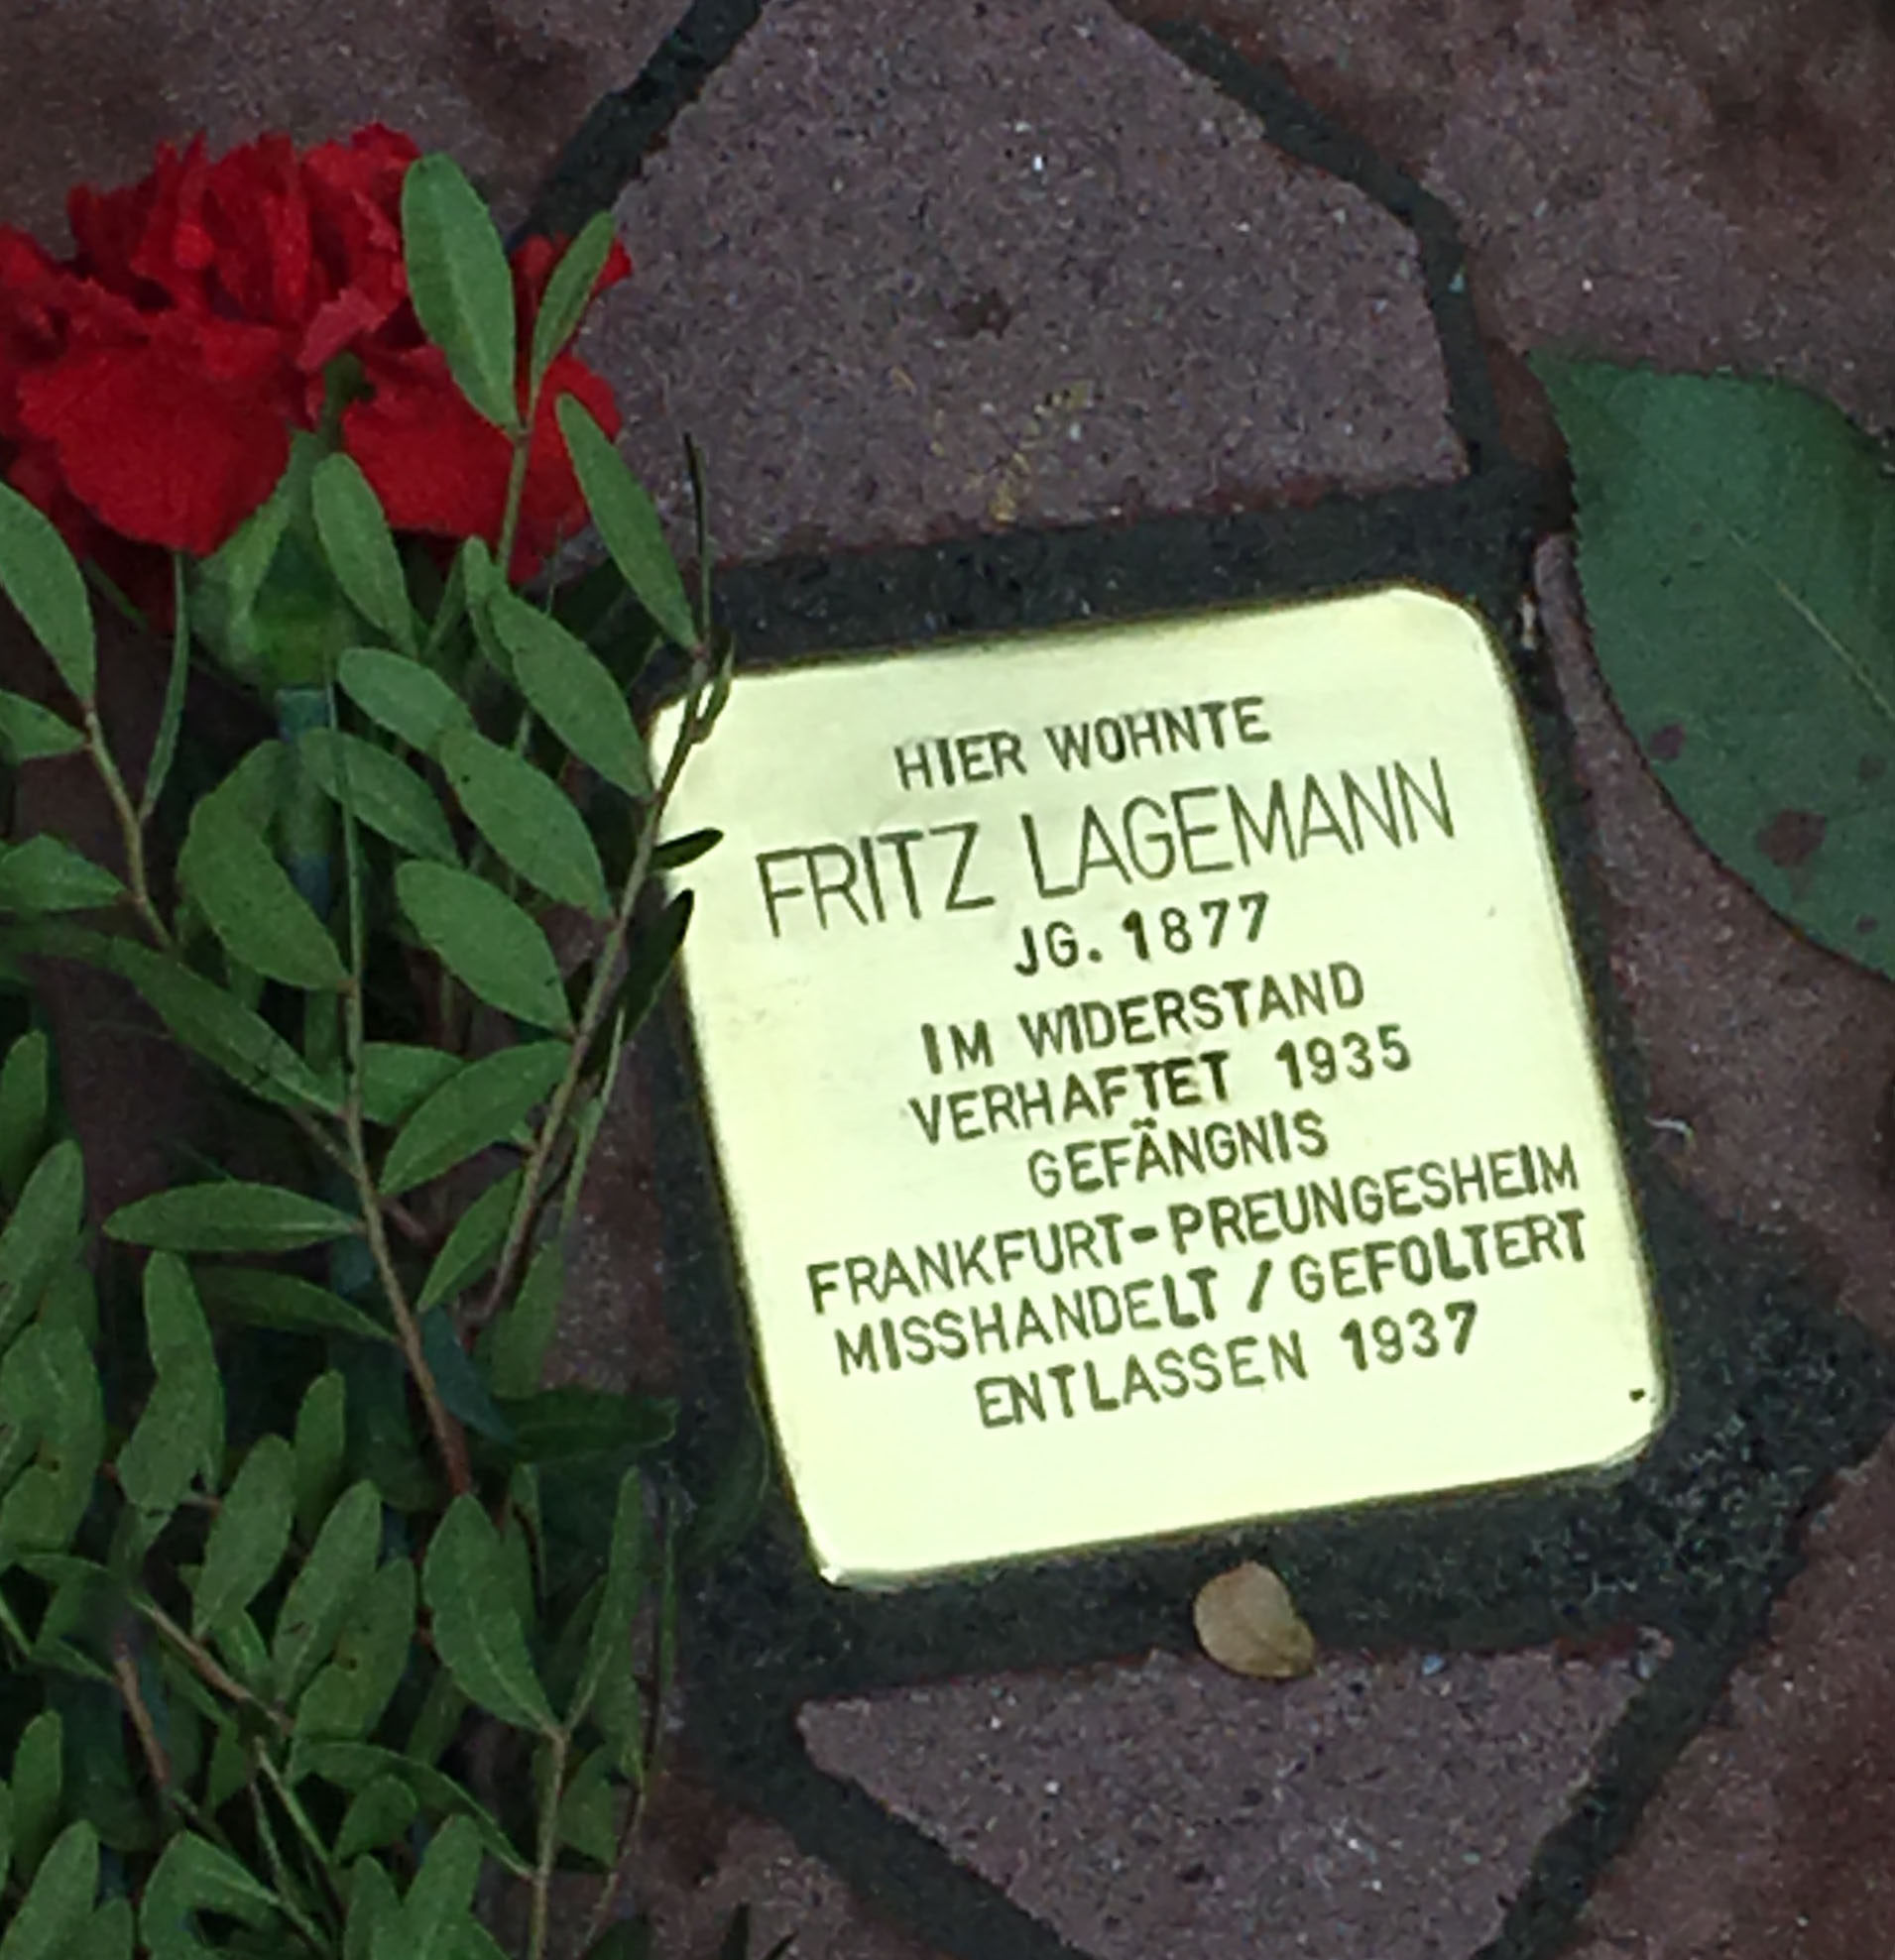 HIER WOHNTE
FRITZ LAGEMANN
JG. 1877
IM WIDERSTAND
VERHAFTET 1935
GEFÄNGNIS
FRANKFURT-PREUNGESHEIM
MISSHANDELT / GEFOLTERT
ENTLASSEN 1937